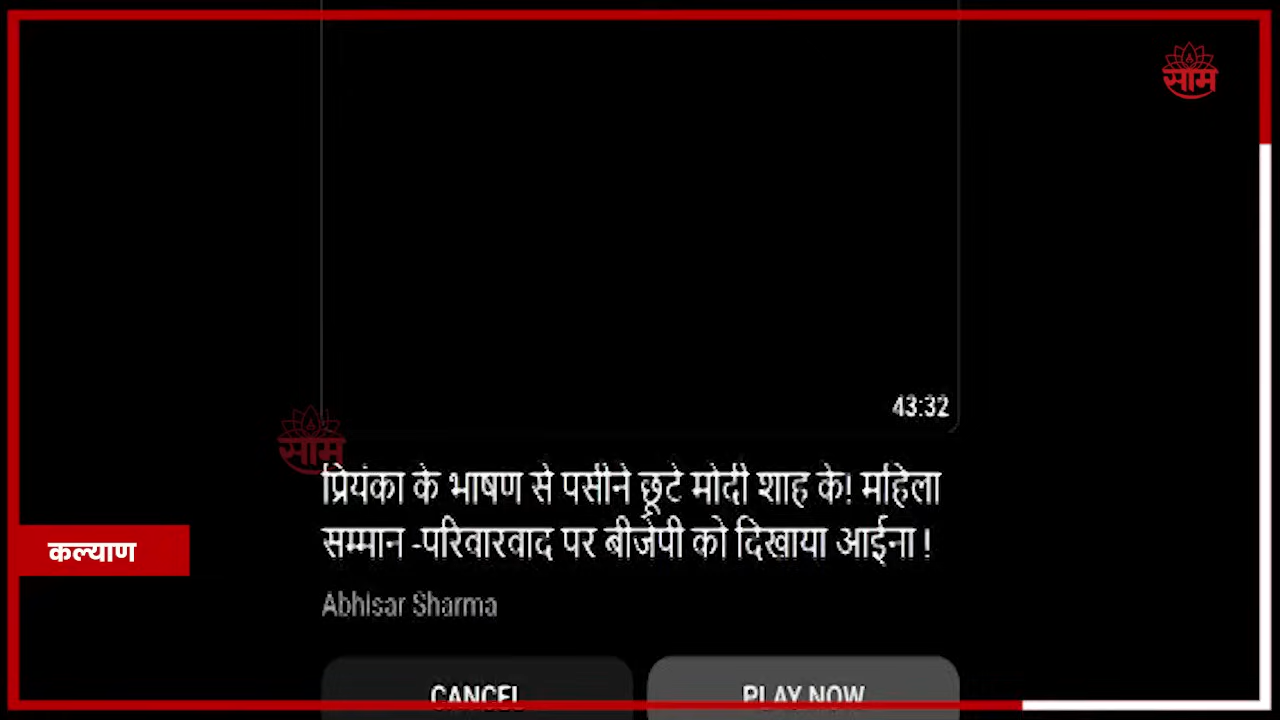 साम
43:32
साम
प्रियंका के भाषण से पसीने छूटे मोदी शाह के! महिला
सम्मान -परिवारवाद पर बीजेपी को दिखाया आईना !
कल्याण
Abhisar Sharma
CANCEL
PLAY NOW